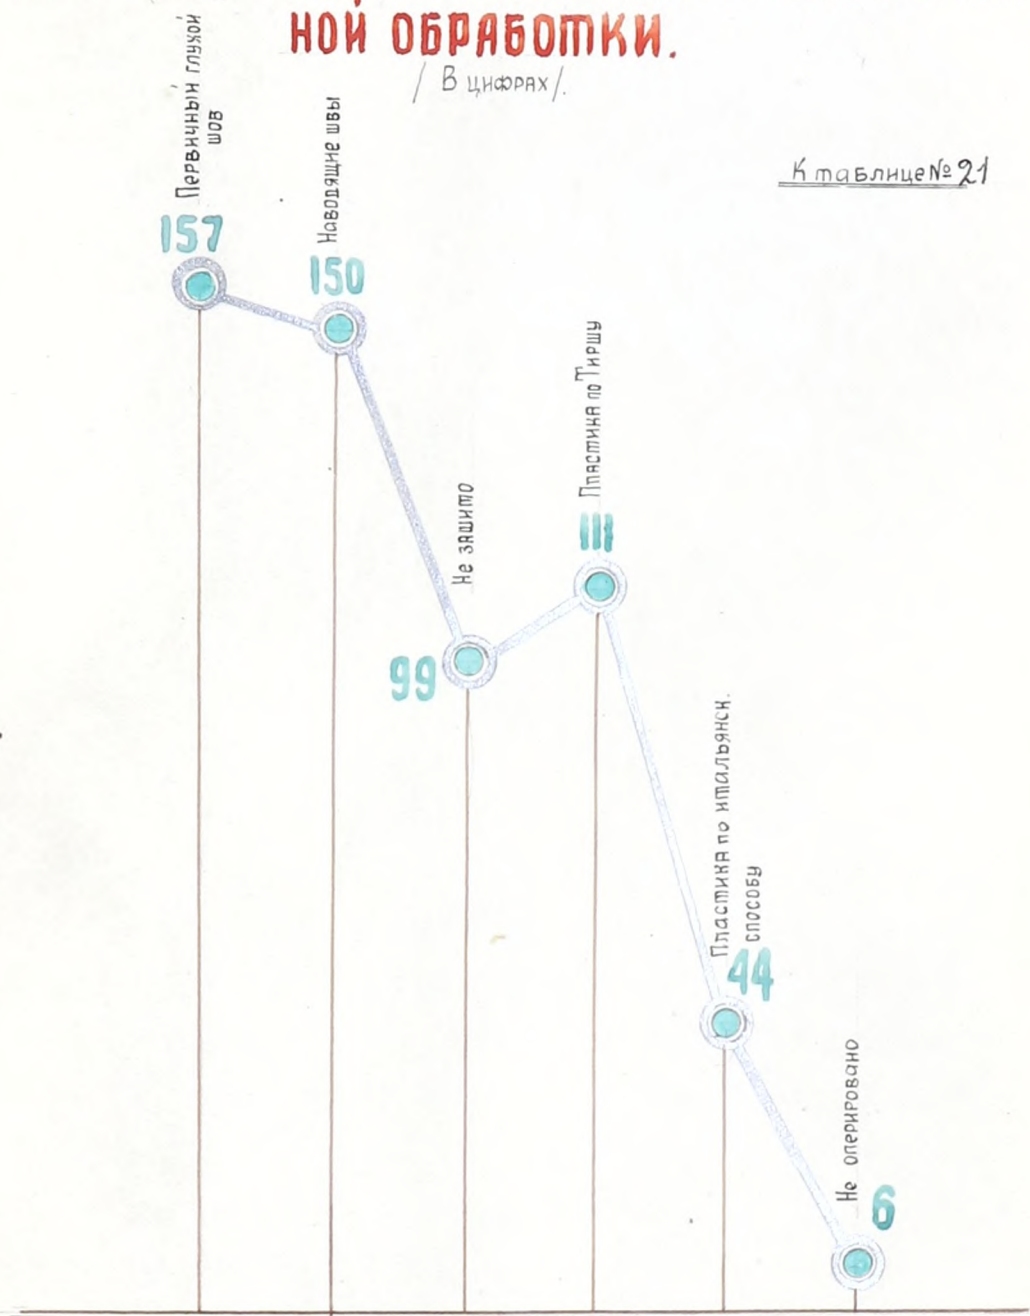 НОЙ ОБРАБОТКИ.
/В цифрах/.
К таблице № 21
Первичный глухой
шов
157
Наводящие швы
150
Не зашито
99
Пластика по Тиршу
111
Пластика по итальянск.
способу
44
Не оперировано
6